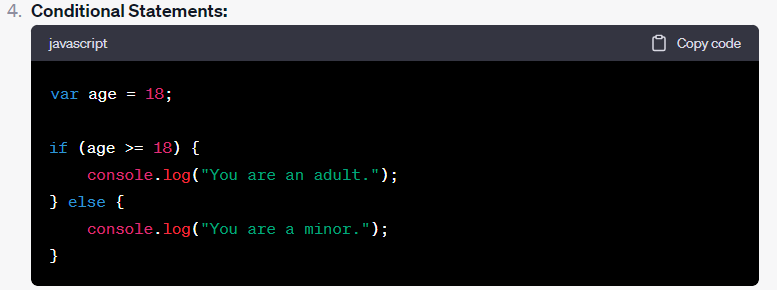 4. Conditional Statements:
javascript Copy code
var age = 18;
if (age >= 18) {
    console.log("You are an adult.");
} else {
    console.log("You are a minor.");
}